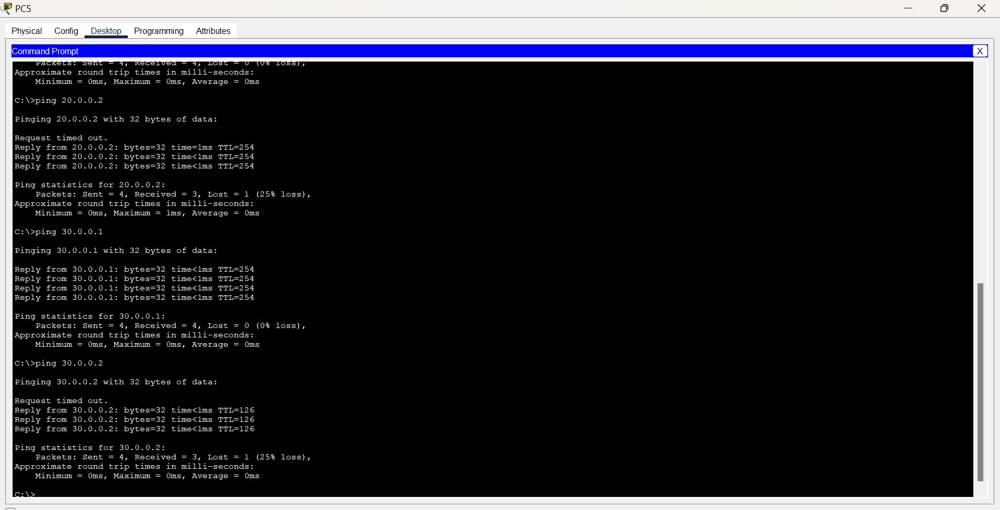 PC5
Physical Config Desktop Programming Attributes
Command Prompt X
Packets: Sent = 4, Received = 4, Lost = 0 (0% loss),
Approximate round trip times in milli-seconds:
    Minimum = 0ms, Maximum = 0ms, Average = 0ms
C:\>ping 20.0.0.2
Pinging 20.0.0.2 with 32 bytes of data:
Request timed out.
Reply from 20.0.0.2: bytes=32 time=1ms TTL=254
Reply from 20.0.0.2: bytes=32 time<1ms TTL=254
Reply from 20.0.0.2: bytes=32 time<1ms TTL=254
Ping statistics for 20.0.0.2:
    Packets: Sent = 4, Received = 3, Lost = 1 (25% loss),
Approximate round trip times in milli-seconds:
    Minimum = 0ms, Maximum = 1ms, Average = 0ms
C:\>ping 30.0.0.1
Pinging 30.0.0.1 with 32 bytes of data:
Reply from 30.0.0.1: bytes=32 time<1ms TTL=254
Reply from 30.0.0.1: bytes=32 time<1ms TTL=254
Reply from 30.0.0.1: bytes=32 time<1ms TTL=254
Reply from 30.0.0.1: bytes=32 time<1ms TTL=254
Ping statistics for 30.0.0.1:
    Packets: Sent = 4, Received = 4, Lost = 0 (0% loss),
Approximate round trip times in milli-seconds:
    Minimum = 0ms, Maximum = 0ms, Average = 0ms
C:\>ping 30.0.0.2
Pinging 30.0.0.2 with 32 bytes of data:
Request timed out.
Reply from 30.0.0.2: bytes=32 time<1ms TTL=126
Reply from 30.0.0.2: bytes=32 time<1ms TTL=126
Reply from 30.0.0.2: bytes=32 time<1ms TTL=126
Ping statistics for 30.0.0.2:
    Packets: Sent = 4, Received = 3, Lost = 1 (25% loss),
Approximate round trip times in milli-seconds:
    Minimum = 0ms, Maximum = 0ms, Average = 0ms
C:\>